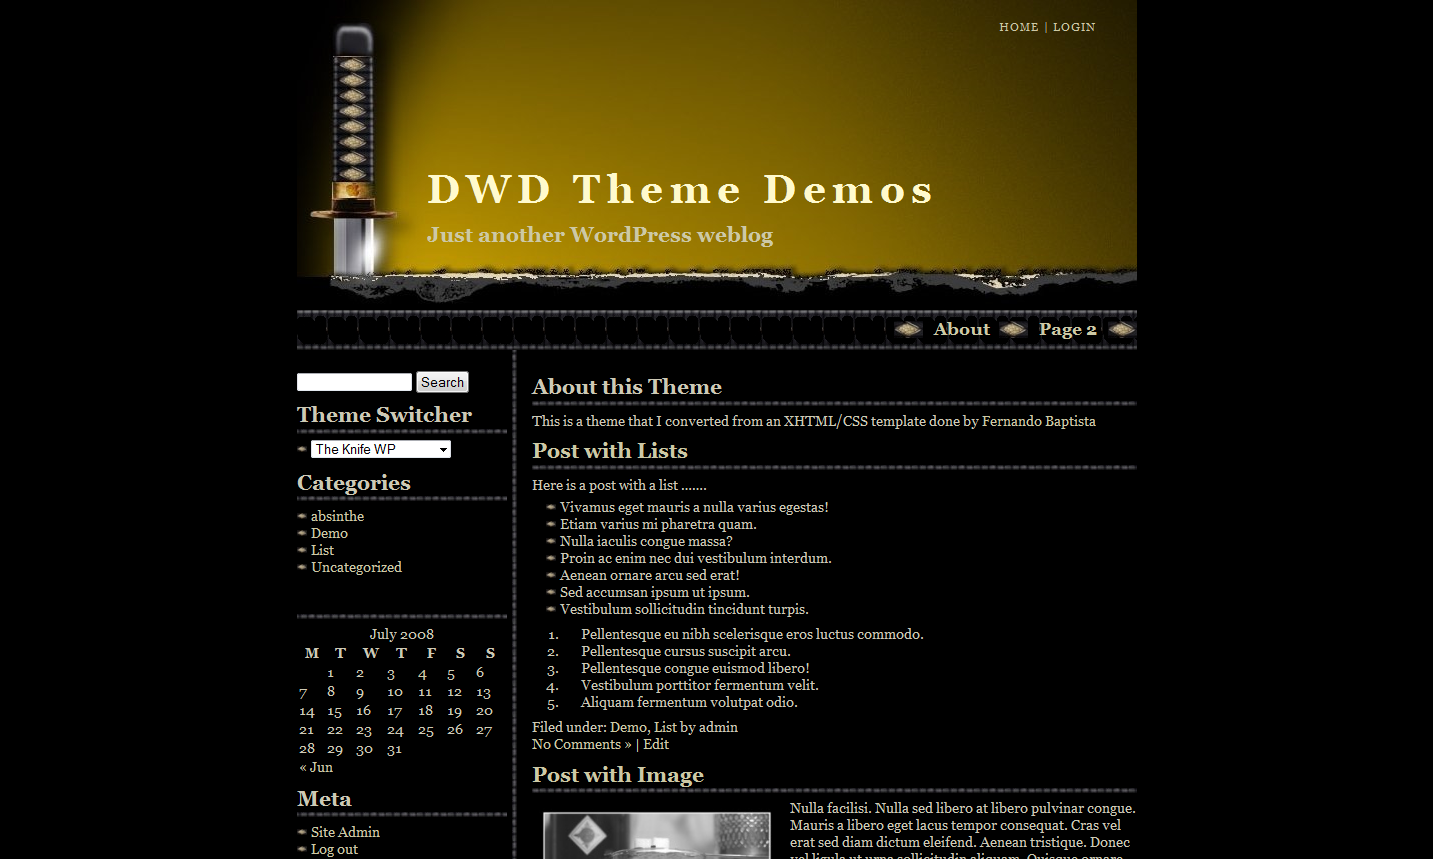 HOME | LOGIN
DWD Theme Demos
Just another WordPress weblog
About
Page 2
Search
Theme Switcher
The Knife WP
Categories
absinthe
Demo
List
Uncategorized
July 2008
M T W T F S S
1 2 3 4 5 6
7 8 9 10 11 12 13
14 15 16 17 18 19 20
21 22 23 24 25 26 27
28 29 30 31
« Jun
Meta
Site Admin
Log out
About this Theme
This is a theme that I converted from an XHTML/CSS template done by Fernando Baptista
Post with Lists
Here is a post with a list …….
Vivamus eget mauris a nulla varius egestas!
Etiam varius mi pharetra quam.
Nulla iaculis congue massa?
Proin ac enim nec dui vestibulum interdum.
Aenean ornare arcu sed erat!
Sed accumsan ipsum ut ipsum.
Vestibulum sollicitudin tincidunt turpis.
1. Pellentesque eu nibh scelerisque eros luctus commodo.
2. Pellentesque cursus suscipit arcu.
3. Pellentesque congue euismod libero!
4. Vestibulum porttitor fermentum velit.
5. Aliquam fermentum volutpat odio.
Filed under: Demo, List by admin
No Comments » | Edit
Post with Image
Nulla facilisi. Nulla sed libero at libero pulvinar congue.
Mauris a libero eget lacus tempor consequat. Cras vel
erat sed diam dictum eleifend. Aenean tristique. Donec
vel ligula ut urna sollicitudin aliquam. Quisque ornare